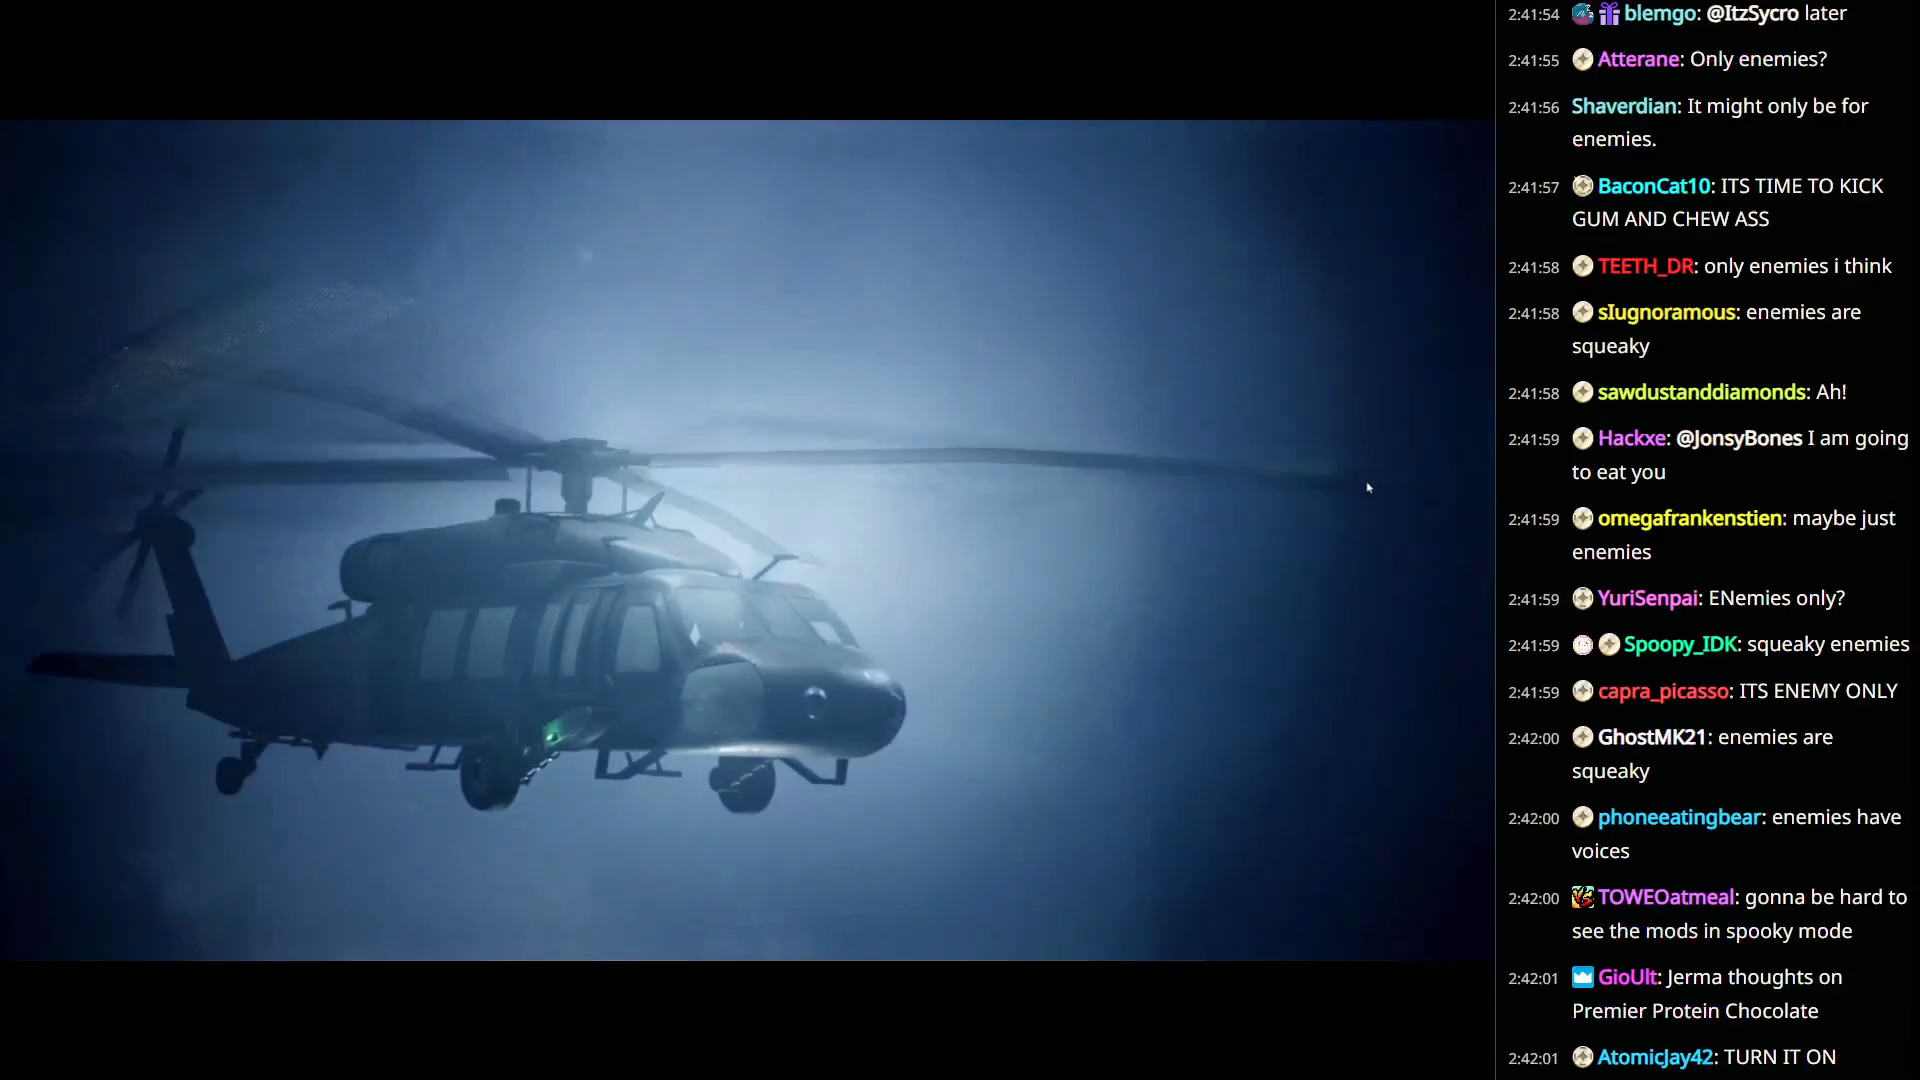 2:41:54 blemgo: @ItzSycro later
2:41:55 Atterane: Only enemies?
2:41:56 Shaverdian: It might only be for
enemies.
2:41:57 BaconCat10: ITS TIME TO KICK
GUM AND CHEW ASS
2:41:58 TEETH_DR: only enemies i think
2:41:58 sIugnoramous: enemies are
squeaky
2:41:58 sawdustanddiamonds: Ah!
2:41:59 Hackxe: @JonsyBones I am going
to eat you
2:41:59 omegafrankenstien: maybe just
enemies
2:41:59 YuriSenpai: ENemies only?
2:41:59 Spoopy_IDK: squeaky enemies
2:41:59 capra_picasso: ITS ENEMY ONLY
2:42:00 GhostMK21: enemies are
squeaky
2:42:00 phoneeatingbear: enemies have
voices
2:42:00 TOWEOatmeal: gonna be hard to
see the mods in spooky mode
2:42:01 GioUlt: Jerma thoughts on
Premier Protein Chocolate
2:42:01 AtomicJay42: TURN IT ON